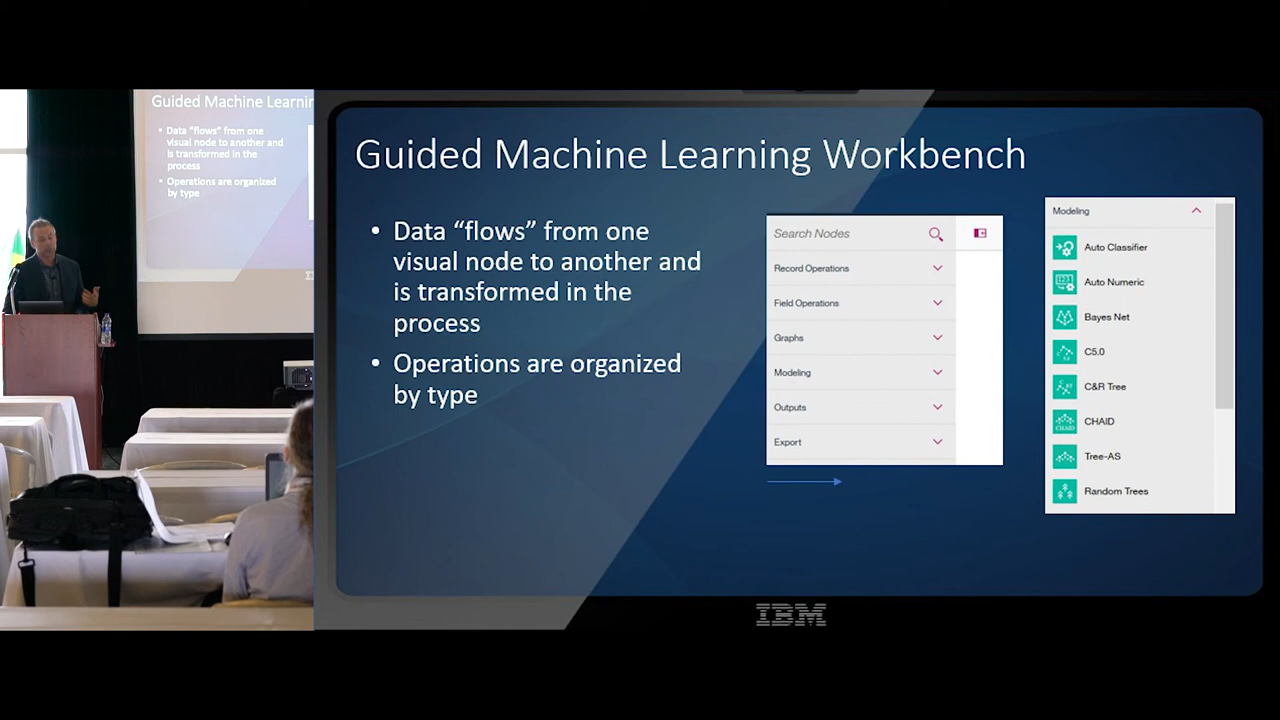 Guided Machine Learnin
• Data “flows” from one
visual node to another and
is transformed in the
process
• Operations are organized
by type
Guided Machine Learning Workbench
• Data “flows” from one
visual node to another and
is transformed in the
process
• Operations are organized
by type
Search Nodes
Record Operations
Field Operations
Graphs
Modeling
Outputs
Export
Modeling
Auto Classifier
Auto Numeric
Bayes Net
C5.0
C&R Tree
CHAID
CHAID
Tree-AS
Random Trees
IBM